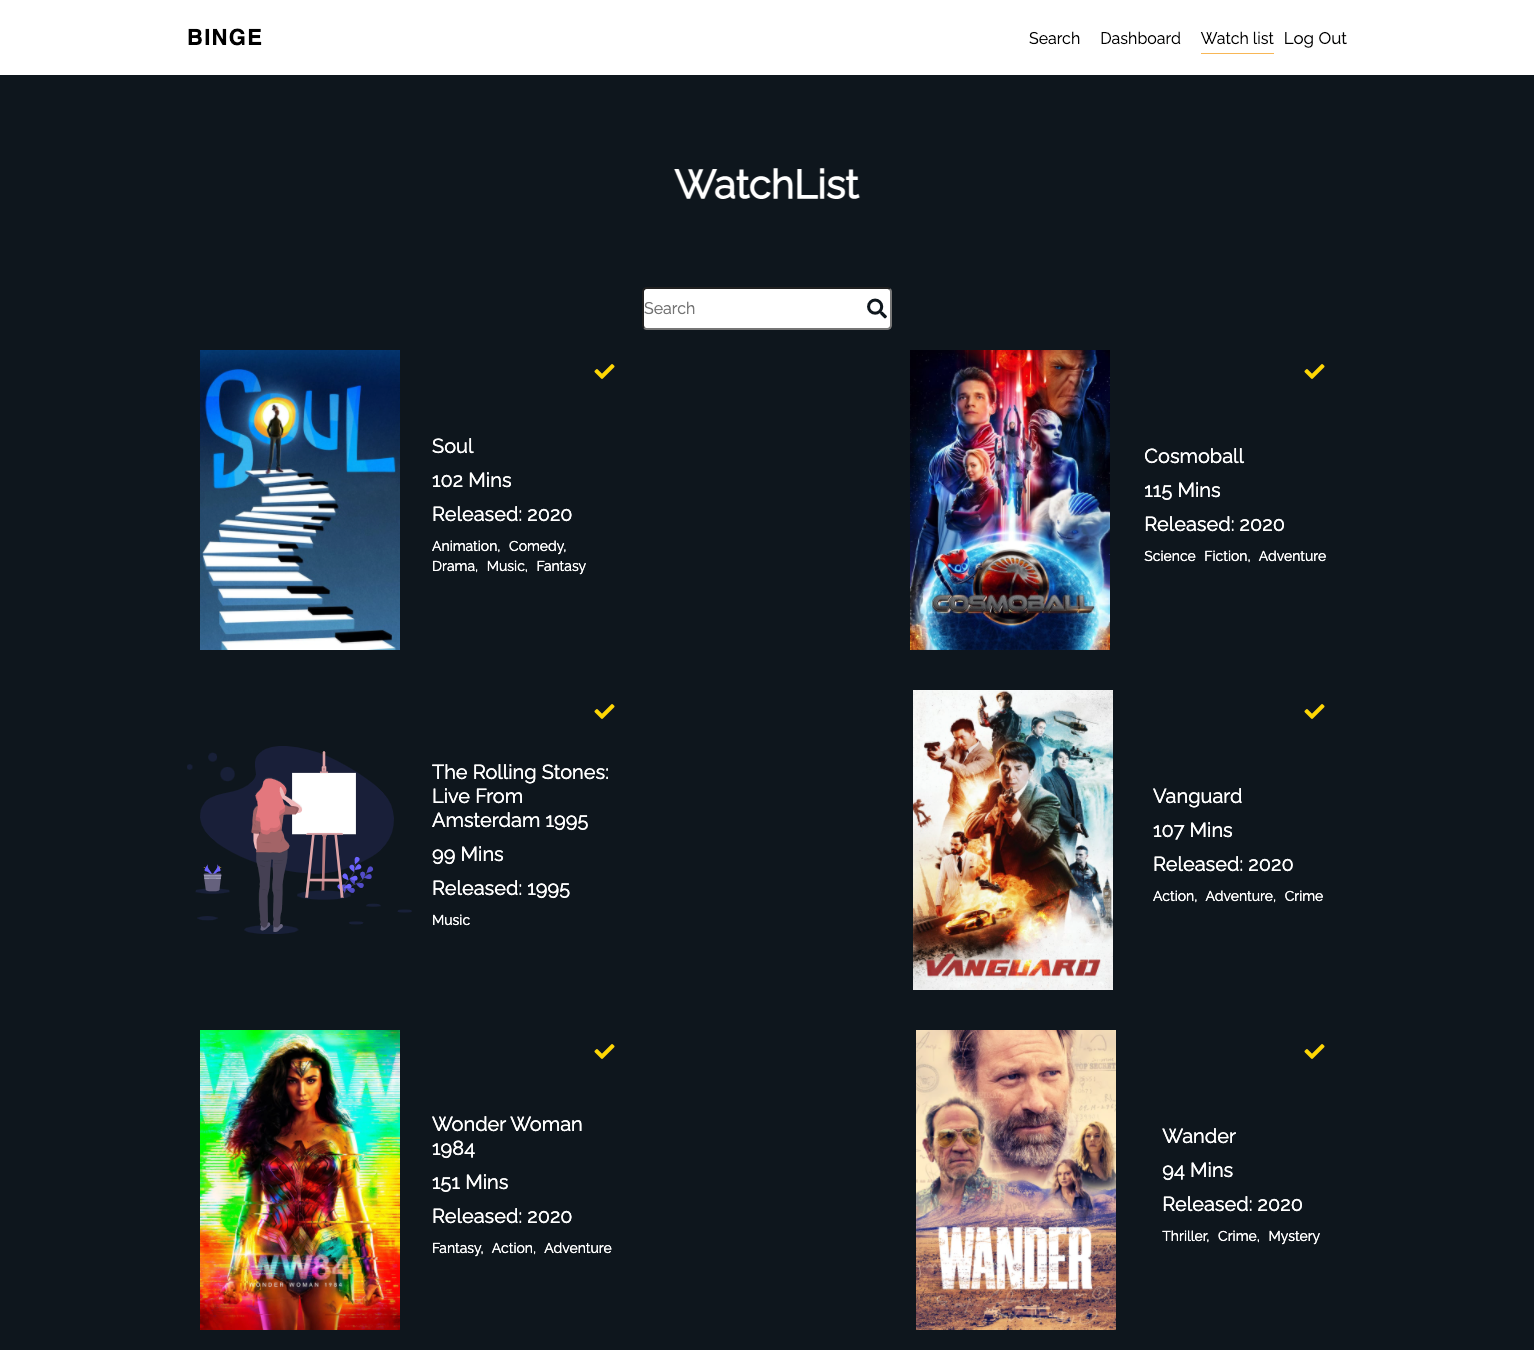 BINGE
Search Dashboard Watch list Log Out
WatchList
Search
SOUL
Soul
102 Mins
Released: 2020
Animation, Comedy,
Drama, Music, Fantasy
COSMOBALL
Cosmoball
115 Mins
Released: 2020
Science Fiction, Adventure
The Rolling Stones:
Live From
Amsterdam 1995
99 Mins
Released: 1995
Music
VANGUARD
Vanguard
107 Mins
Released: 2020
Action, Adventure, Crime
WW84
WONDER WOMAN 1984
Wonder Woman
1984
151 Mins
Released: 2020
Fantasy, Action, Adventure
WANDER
Wander
94 Mins
Released: 2020
Thriller, Crime, Mystery